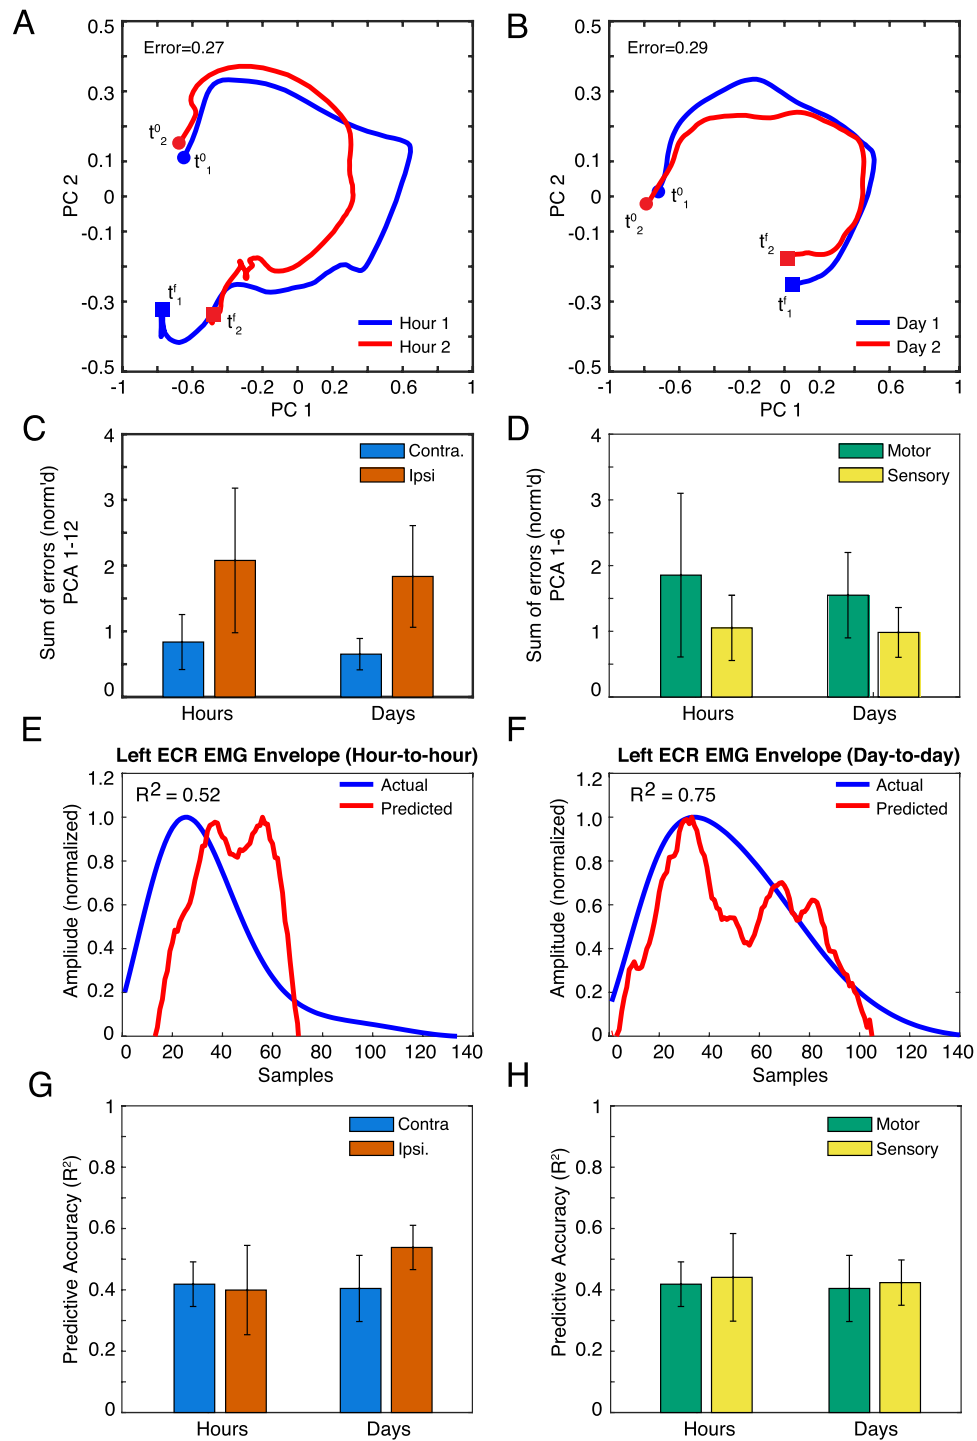 A
Error=0.27
0.5
0.3
0.1
0
-0.1
-0.3
-0.5
PC 2
t⁰₂
t⁰₁
tᶠ₁
tᶠ₂
Hour 1
Hour 2
-1
-0.6
-0.2
0
0.2
0.6
1
PC 1
B
Error=0.29
0.5
0.3
0.1
0
-0.1
-0.3
-0.5
PC 2
t⁰₁
t⁰₂
tᶠ₂
tᶠ₁
Day 1
Day 2
-1
-0.6
-0.2
0
0.2
0.6
1
PC 1
C
4
3
2
1
0
Sum of errors (norm'd)
PCA 1-12
Contra.
Ipsi
Hours
Days
D
4
3
2
1
0
Sum of errors (norm'd)
PCA 1-6
Motor
Sensory
Hours
Days
E
Left ECR EMG Envelope (Hour-to-hour)
1.2
1.0
0.8
0.6
0.4
0.2
0
Ampliude (normalized)
R² = 0.52
Actual
Predicted
0
20
40
60
80
100
120
140
Samples
F
Left ECR EMG Envelope (Day-to-day)
1.2
1.0
0.8
0.6
0.4
0.2
0
Amplitude (normalized)
R² = 0.75
Actual
Predicted
0
20
40
60
80
100
120
140
Samples
G
1
0.8
0.6
0.4
0.2
0
Predictive Accuracy (R²)
Contra
Ipsi.
Hours
Days
H
1
0.8
0.6
0.4
0.2
0
Predictive Accuracy (R²)
Motor
Sensory
Hours
Days